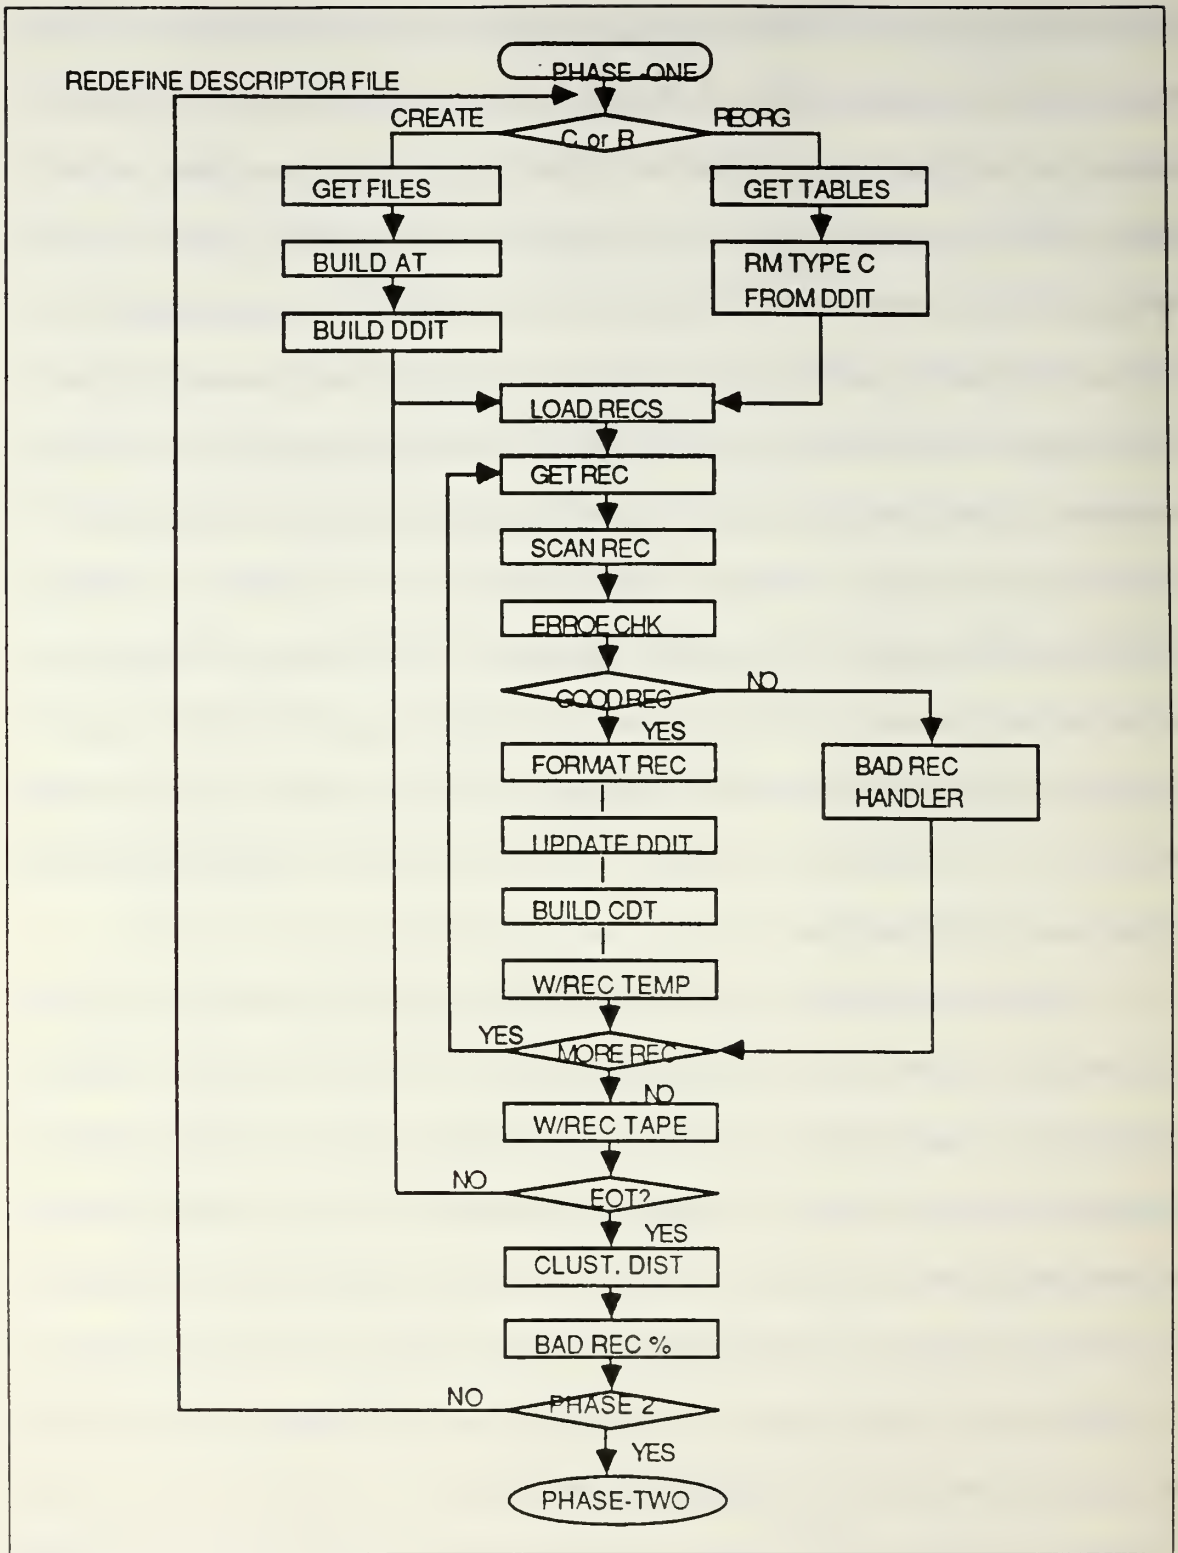 PHASE-ONE
REDEFINE DESCRIPTOR FILE
CREATE
REORG
C or R
GET FILES
GET TABLES
BUILD AT
RM TYPE C
FROM DDIT
BUILD DDIT
LOAD RECS
GET REC
SCAN REC
ERROE CHK
GOOD REC
NO
YES
FORMAT REC
BAD REC
HANDLER
UPDATE DDIT
BUILD CDT
W/REC TEMP
YES
MORE REC
NO
W/REC TAPE
NO
EOT?
YES
CLUST. DIST
BAD REC %
NO
PHASE 2
YES
PHASE-TWO